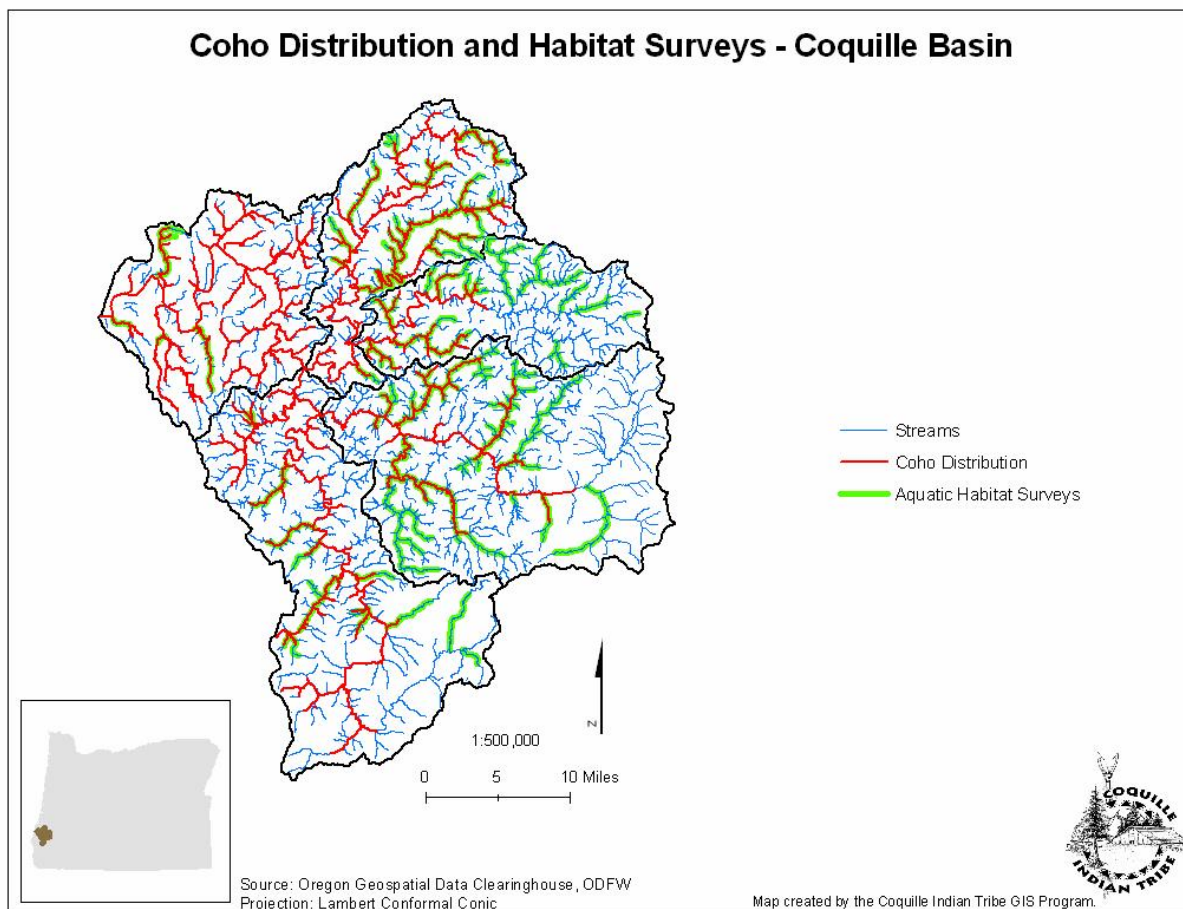 Coho Distribution and Habitat Surveys - Coquille Basin
Streams
Coho Distribution
Aquatic Habitat Surveys
N
1:500,000
0 5 10 Miles
COQUILLE
INDIAN TRIBE
Source: Oregon Geospatial Data Clearinghouse, ODFW
Projection: Lambert Conformal Conic
Map created by the Coquille Indian Tribe GIS Program.